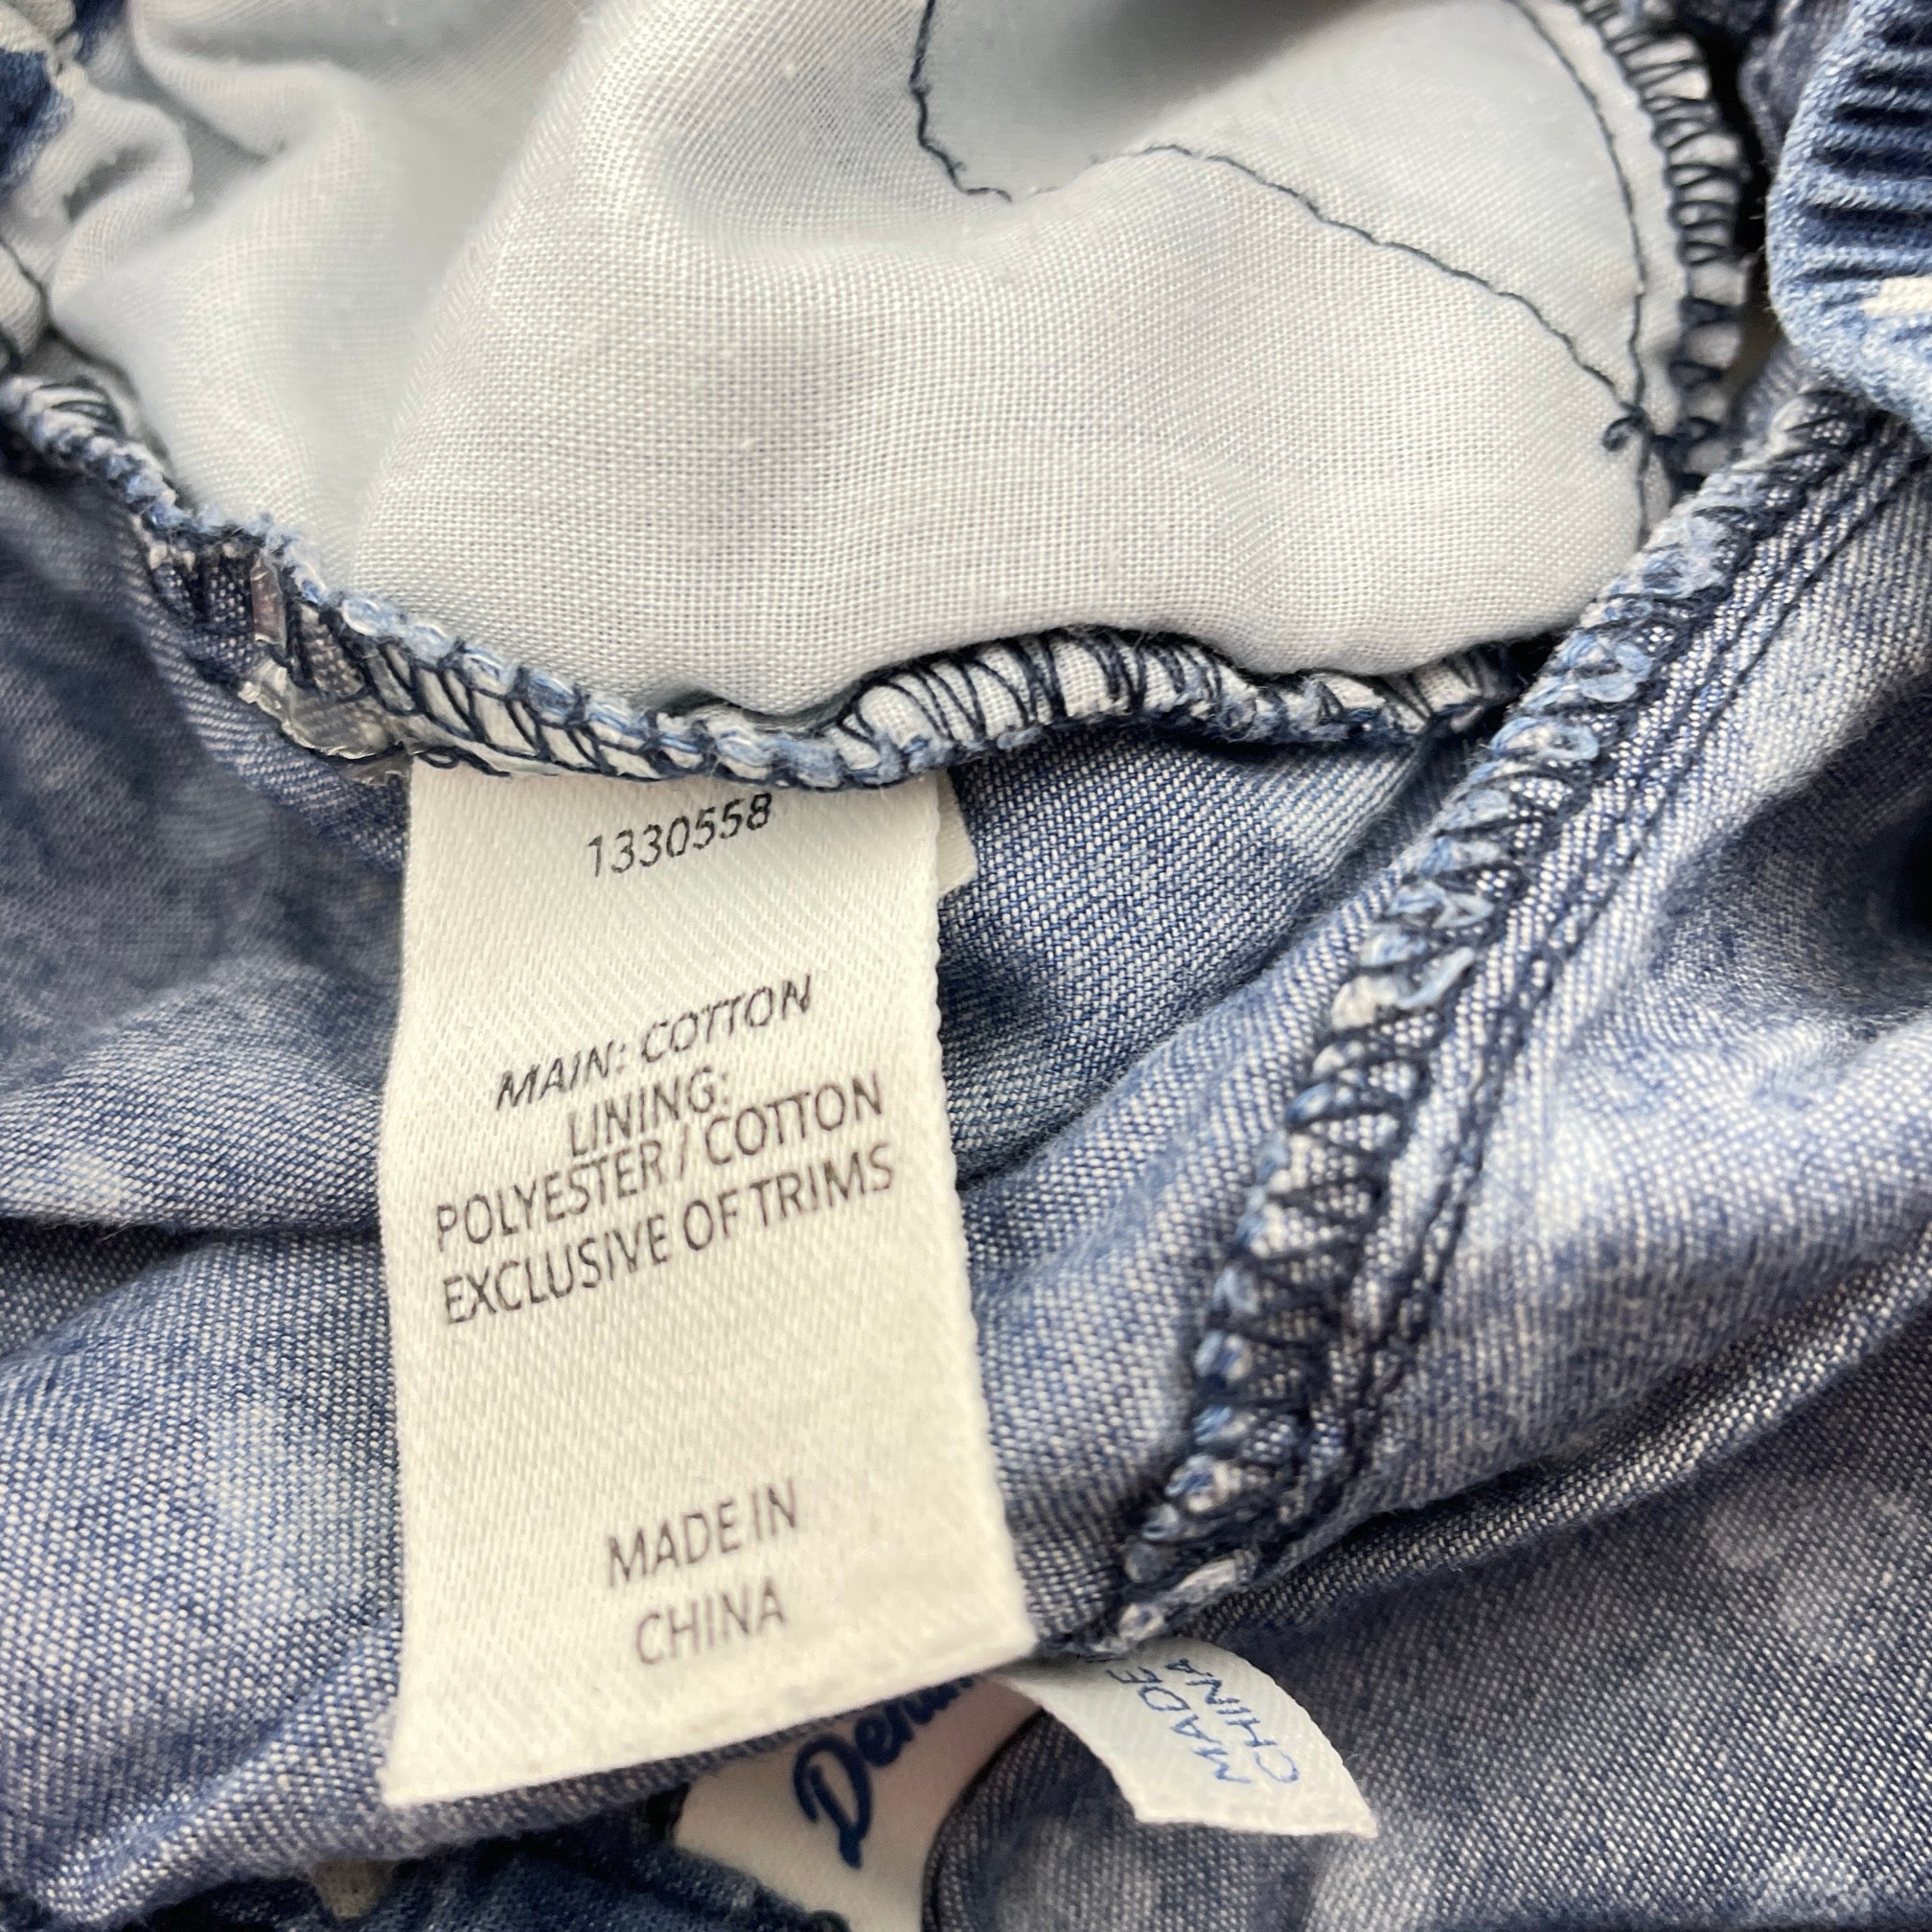 1330558
MAIN: COTTON
LINING:
POLYESTER / COTTON
EXCLUSIVE OF TRIMS
MADE IN
CHINA
MADE
CHINA